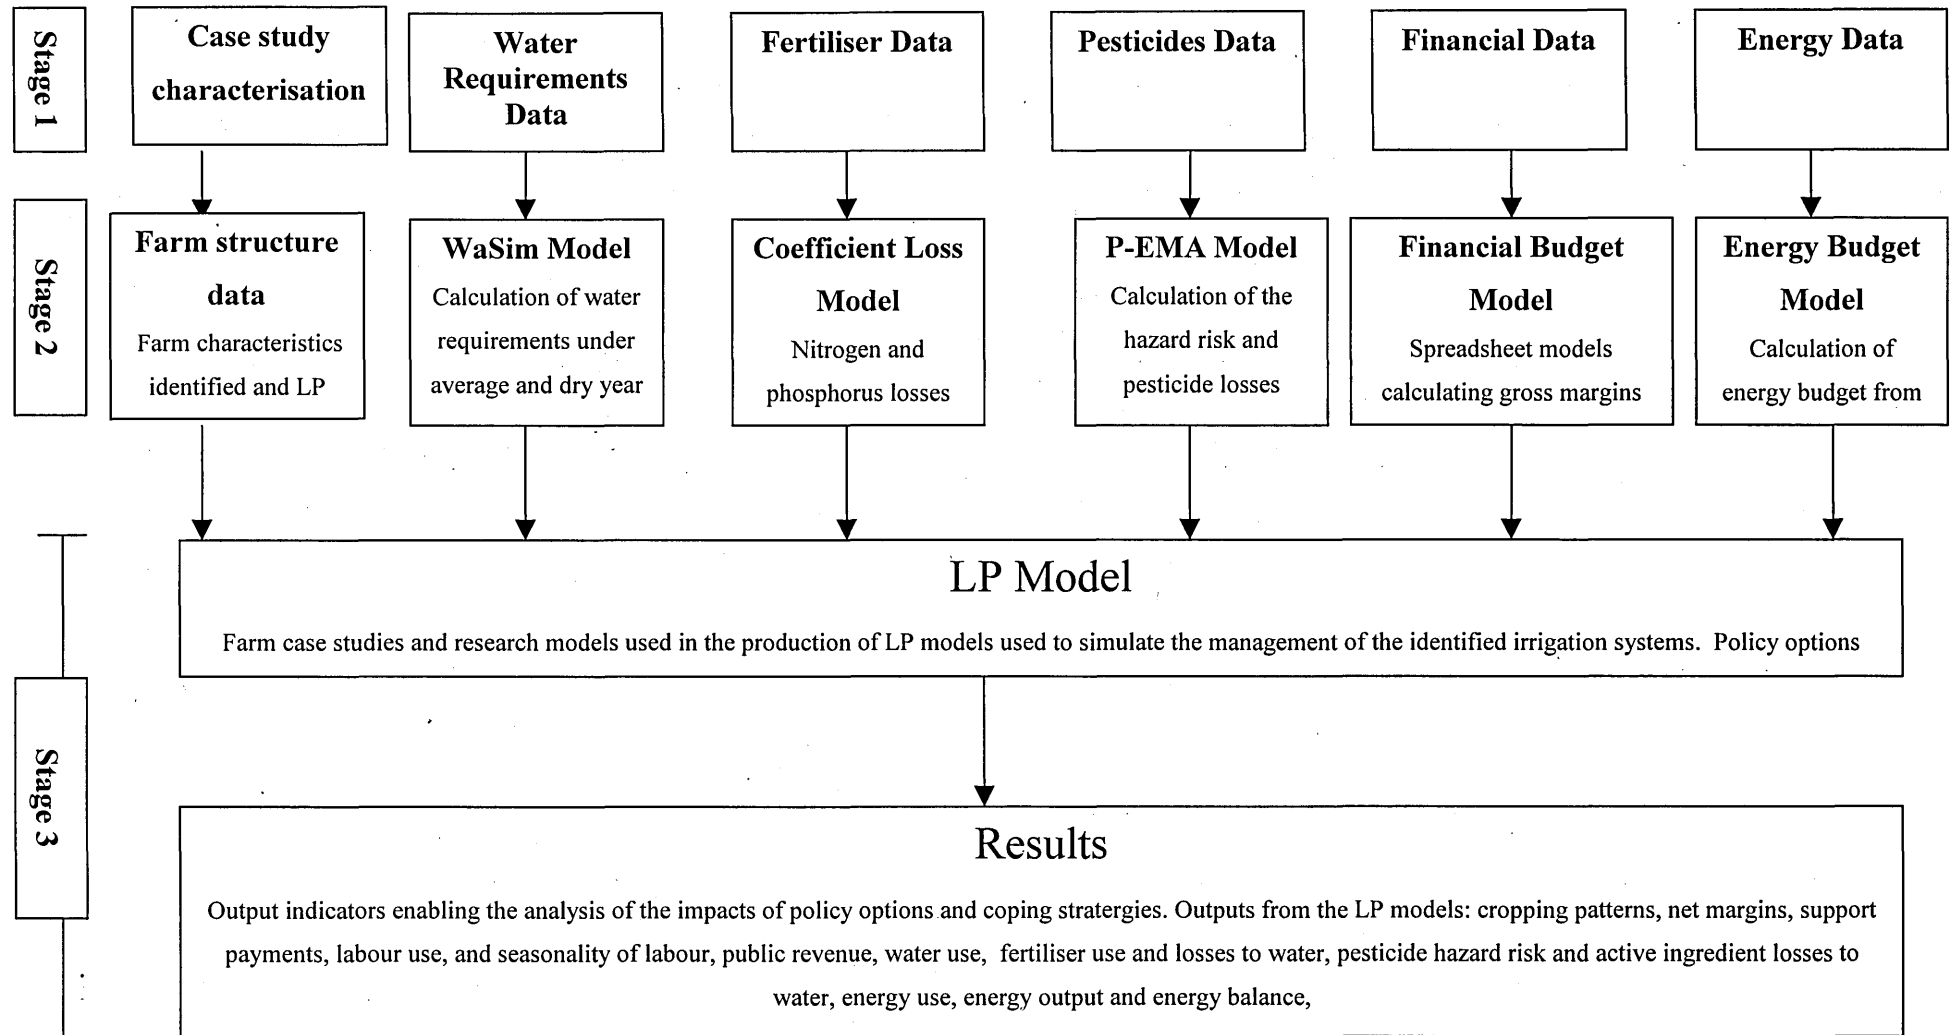 Stage 1
Case study
characterisation
Water
Requirements
Data
Fertiliser Data
Pesticides Data
Financial Data
Energy Data
Stage 2
Farm structure
data
Farm characteristics
identified and LP
WaSim Model
Calculation of water
requirements under
average and dry year
Coefficient Loss
Model
Nitrogen and
phosphorus losses
P-EMA Model
Calculation of the
hazard risk and
pesticide losses
Financial Budget
Model
Spreadsheet models
calculating gross margins
Energy Budget
Model
Calculation of
energy budget from
Stage 3
LP Model
Farm case studies and research models used in the production of LP models used to simulate the management of the identified irrigation systems. Policy options
Results
Output indicators enabling the analysis of the impacts of policy options and coping stratergies. Outputs from the LP models: cropping patterns, net margins, support
payments, labour use, and seasonality of labour, public revenue, water use, fertiliser use and losses to water, pesticide hazard risk and active ingredient losses to
water, energy use, energy output and energy balance,